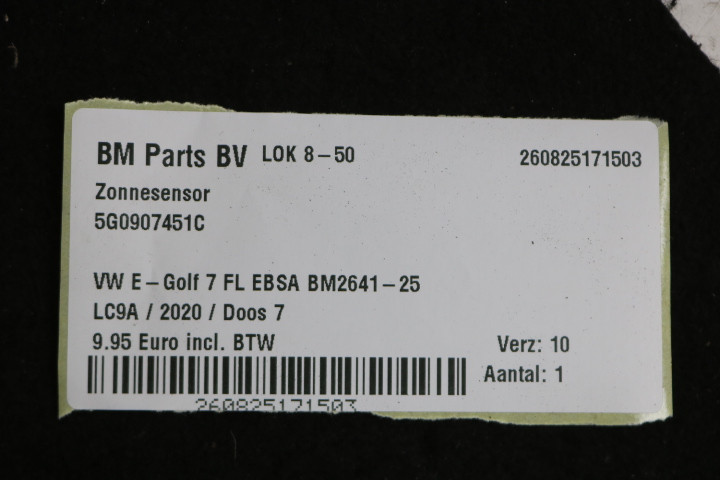 BM Parts BV LOK 8-50 260825171503
Zonnesensor
5G0907451C
VW E-Golf 7 FL EBSA BM2641-25
LC9A / 2020 / Doos 7
9.95 Euro incl. BTW Verz: 10
Aantal: 1
260825171503